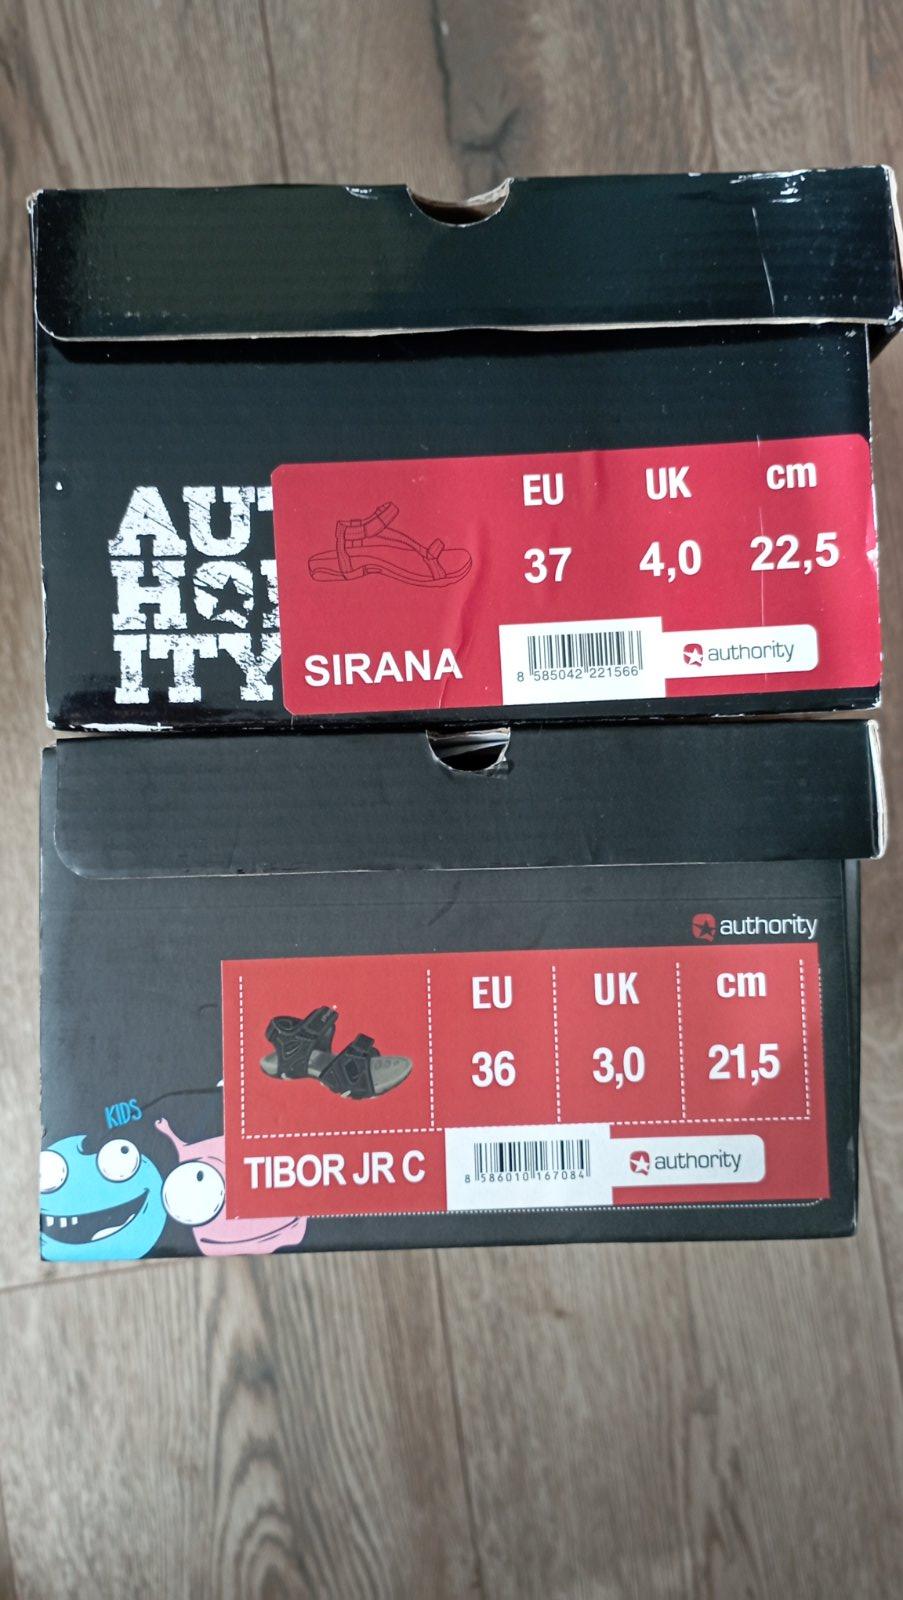 AUT
HOR
ITY
EU UK cm
37 4,0 22,5
SIRANA
8 585042 221566
authority
authority
EU UK cm
36 3,0 21,5
KIDS
TIBOR JR C
8 586010 167084
authority